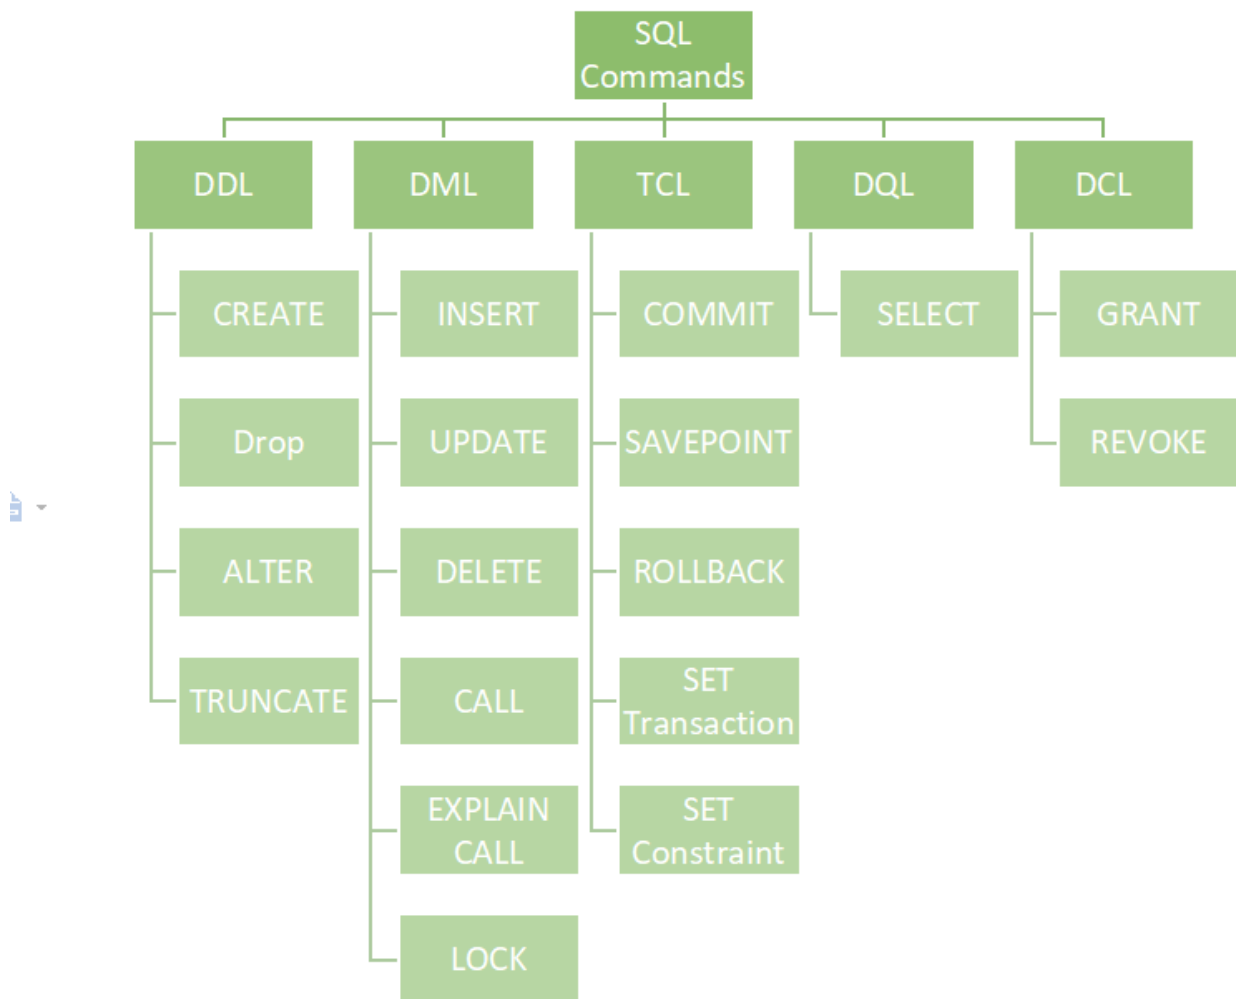 SQL
Commands
DDL
DML
TCL
DQL
DCL
CREATE
INSERT
COMMIT
SELECT
GRANT
Drop
UPDATE
SAVEPOINT
REVOKE
ALTER
DELETE
ROLLBACK
TRUNCATE
CALL
SET
Transaction
EXPLAIN
CALL
SET
Constraint
LOCK